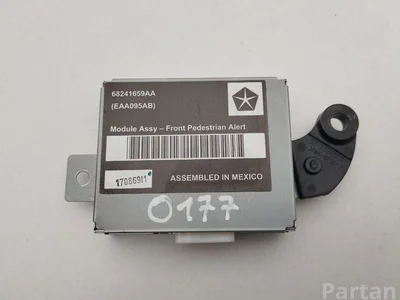 68241659AA
(EAA095AB)
Module Assy – Front Pedestrian Alert
17086911
ASSEMBLED IN MEXICO
0177
Partan